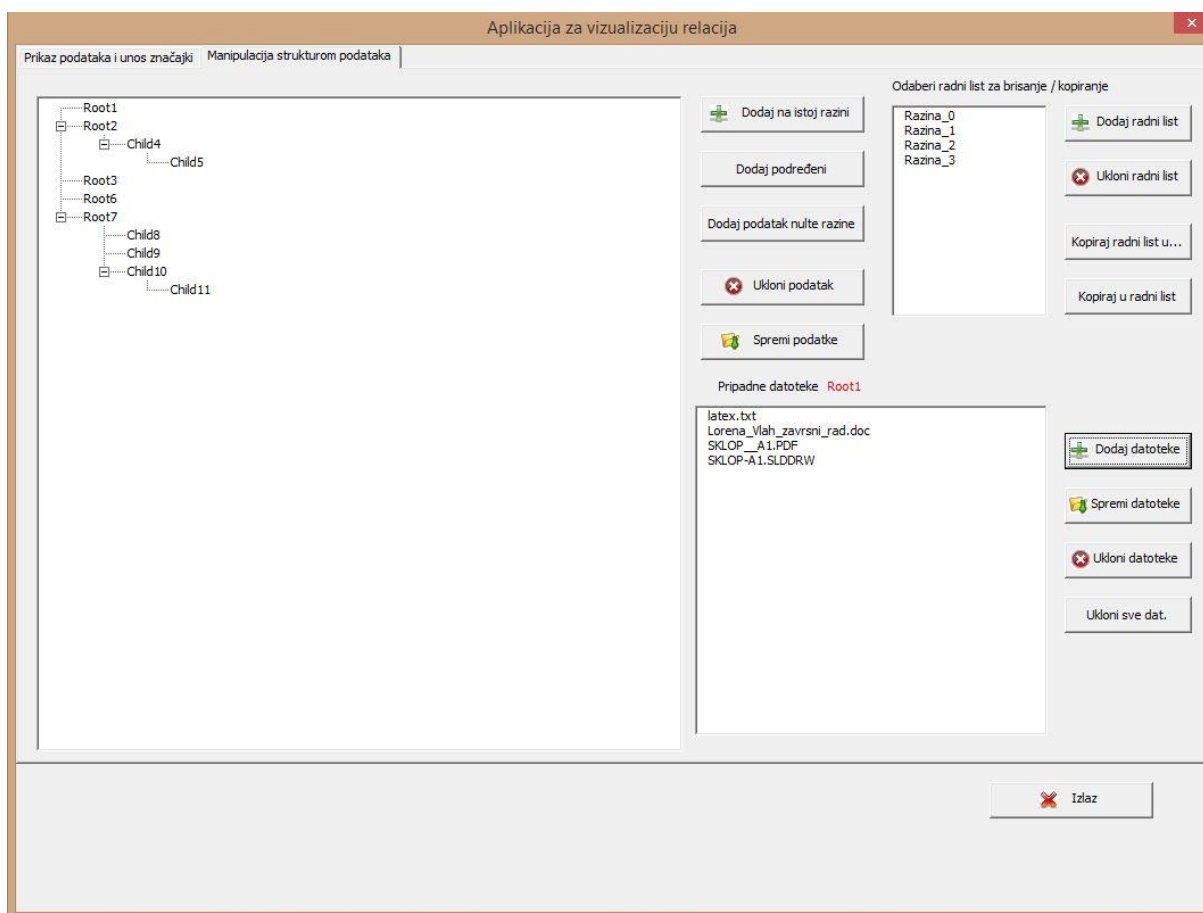 Aplikacija za vizualizaciju relacija
Prikaz podataka i unos značajki
Manipulacija strukturom podataka
Root1
Root2
Child4
Child5
Root3
Root6
Root7
Child8
Child9
Child10
Child11
Dodaj na istoj razini
Dodaj podređeni
Dodaj podatak nulte razine
Ukloni podatak
Spremi podatke
Odaberi radni list za brisanje / kopiranje
Razina_0
Razina_1
Razina_2
Razina_3
Dodaj radni list
Ukloni radni list
Kopiraj radni list u...
Kopiraj u radni list
Pripadne datoteke Root1
latex.txt
Lorena_Vlah_zavrsni_rad.doc
SKLOP__A1.PDF
SKLOP-A1.SLDDRW
Dodaj datoteke
Spremi datoteke
Ukloni datoteke
Ukloni sve dat.
Izlaz